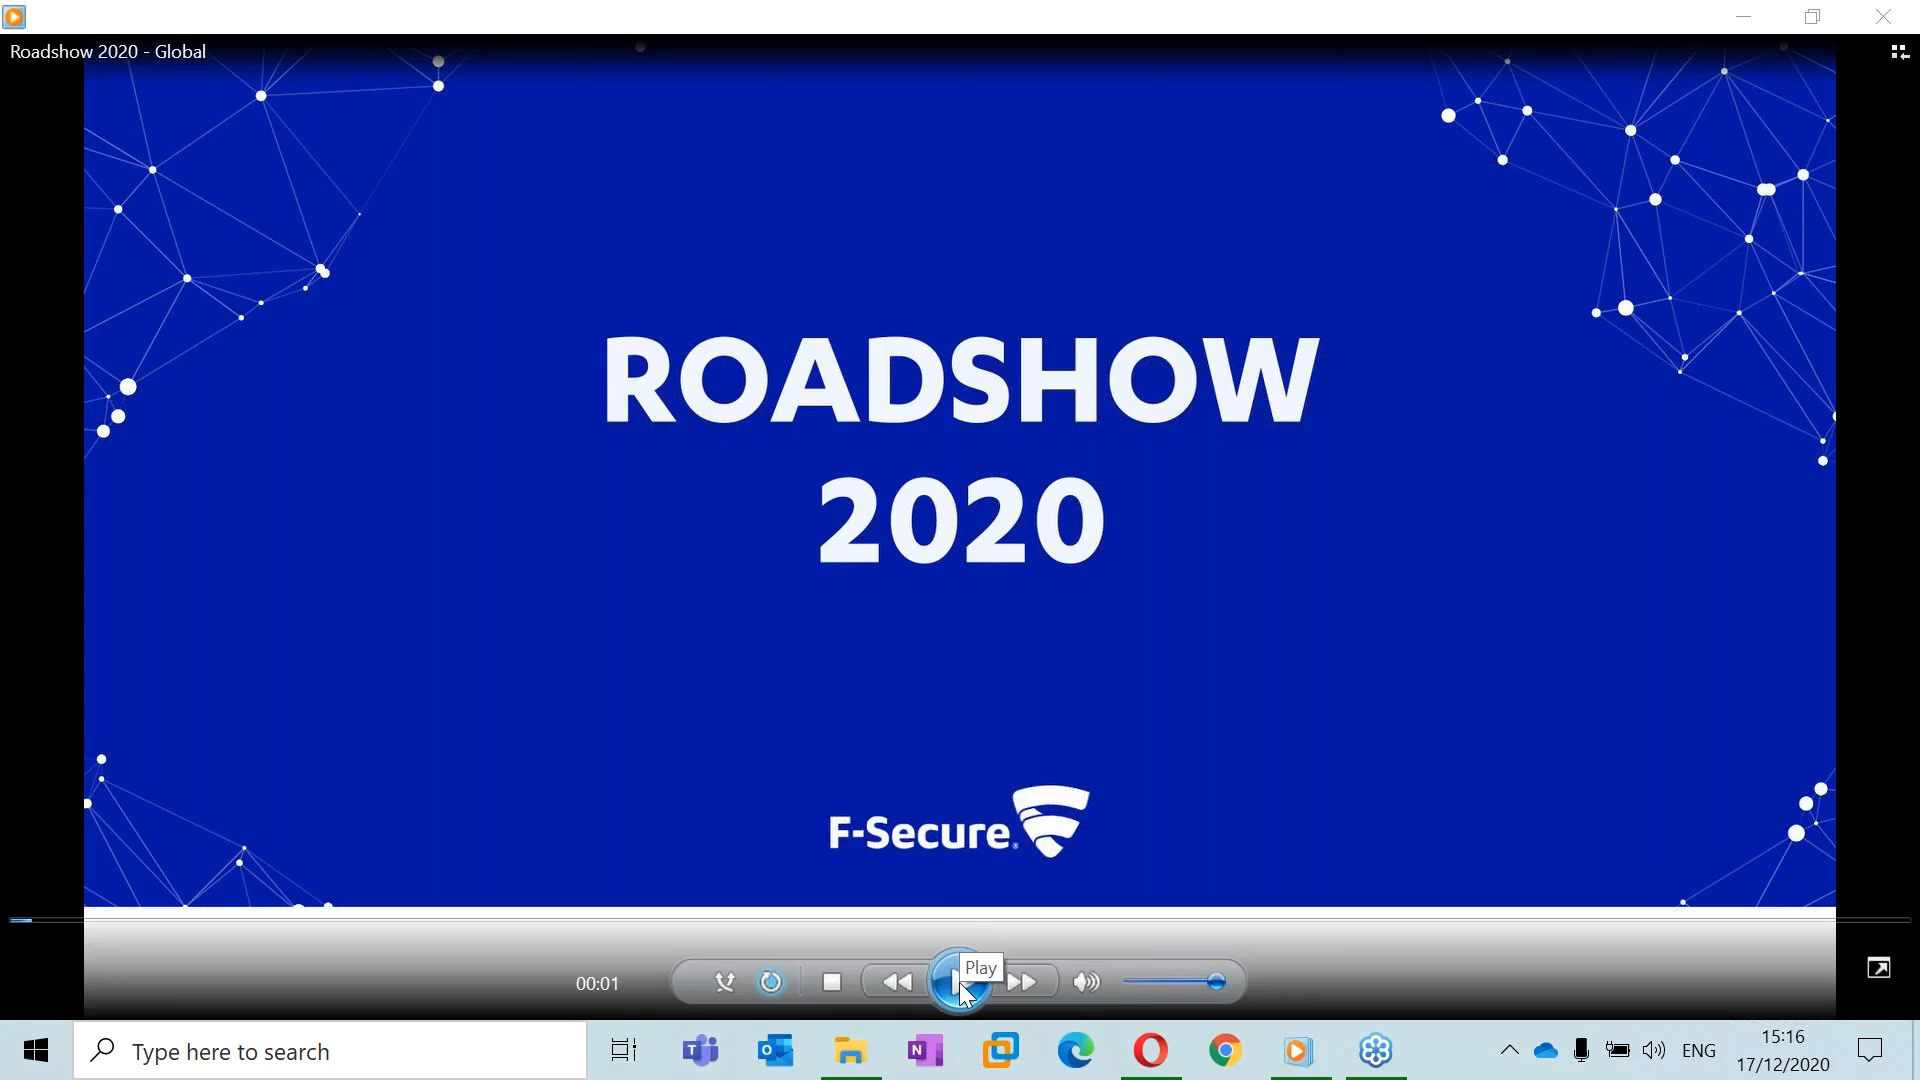 Roadshow 2020 - Global
ROADSHOW
2020
F-Secure
Play
00:01
Type here to search
ENG
15:16
17/12/2020